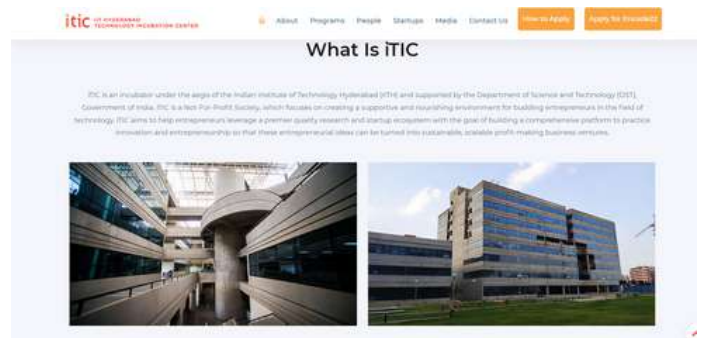 itic IIT HYDERABAD
TECHNOLOGY INCUBATION CENTER
About Programs People Startups Media Contact Us How to Apply Apply for Encode22
What Is iTIC
iTIC is an incubator under the aegis of the Indian Institute of Technology Hyderabad (IITH) and supported by the Department of Science and Technology (DST),
Government of India. iTIC is a Not-For-Profit Society, which focuses on creating a supportive and nourishing environment for budding entrepreneurs in the field of
technology. iTIC aims to help entrepreneurs leverage a premier quality research and startup ecosystem with the goal of building a comprehensive platform to practice
innovation and entrepreneurship so that these entrepreneurial ideas can be turned into sustainable, scalable profit-making business ventures.